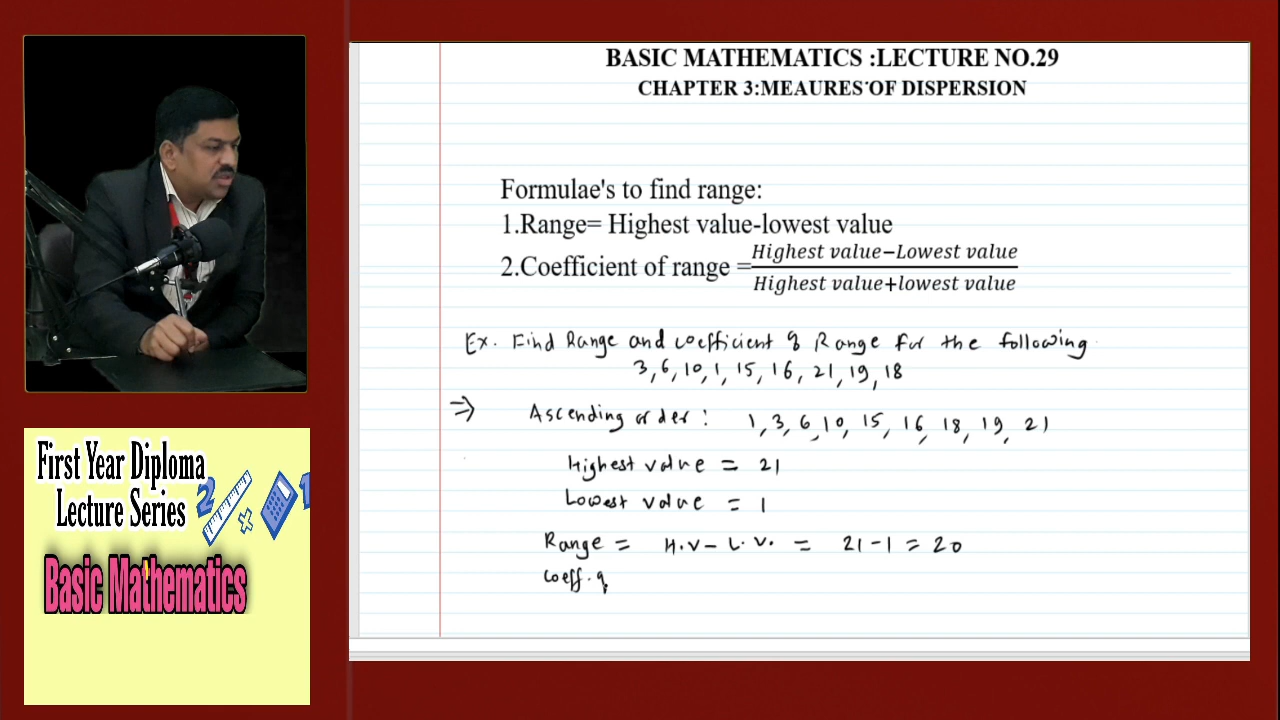 BASIC MATHEMATICS :LECTURE NO.29
CHAPTER 3:MEAURES OF DISPERSION
Formulae's to find range:
1.Range= Highest value-lowest value
2.Coefficient of range = Highest value−Lowest value / Highest value+lowest value
Ex. Find Range and coefficient of Range for the following
3, 6, 10, 1, 15, 16, 21, 19, 18
⇒ Ascending order : 1, 3, 6, 10, 15, 16, 18, 19, 21
Highest value = 21
Lowest value = 1
Range = H.V – L.V. = 21 – 1 = 20
Coeff. of
First Year Diploma
Lecture Series
Basic Mathematics
2
1